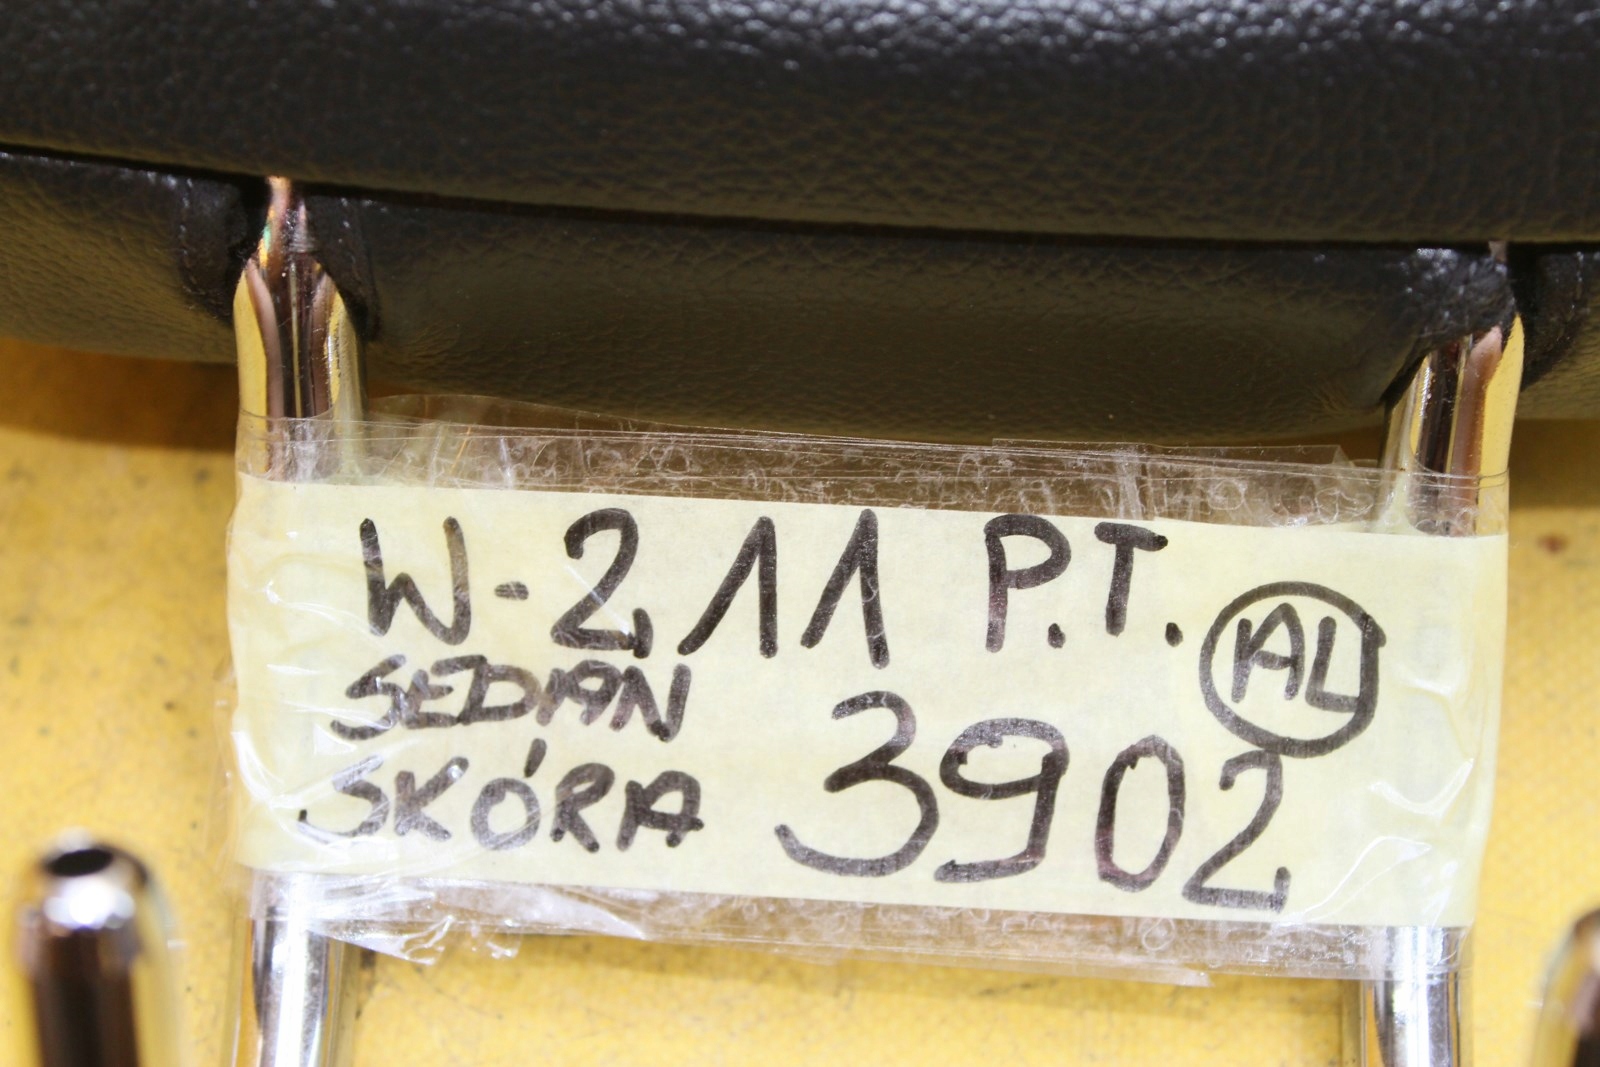 W-211 P.T.
AL
SEDAN
SKÓRA 3902